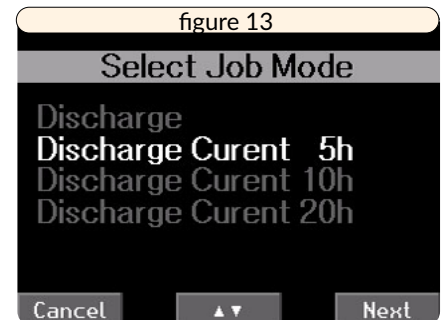 figure 13
Select Job Mode
Discharge
Discharge Curent 5h
Discharge Curent 10h
Discharge Curent 20h
Cancel ▲▼ Next